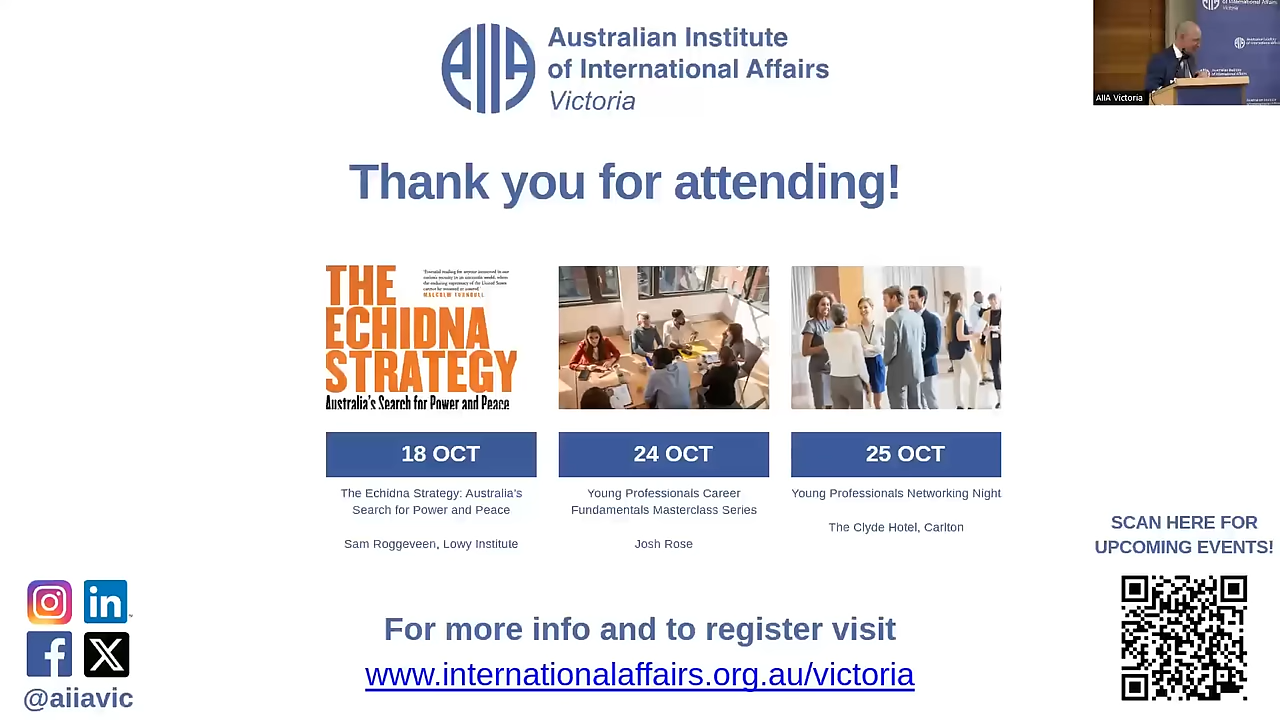 Australian Institute
of International Affairs
Victoria
AIIA Victoria
Thank you for attending!
THE
ECHIDNA
STRATEGY
Australia's Search for Power and Peace
MALCOLM TURNBULL
18 OCT
The Echidna Strategy: Australia's
Search for Power and Peace
Sam Roggeveen, Lowy Institute
24 OCT
Young Professionals Career
Fundamentals Masterclass Series
Josh Rose
25 OCT
Young Professionals Networking Night
The Clyde Hotel, Carlton
SCAN HERE FOR
UPCOMING EVENTS!
@aiiavic
For more info and to register visit
www.internationalaffairs.org.au/victoria